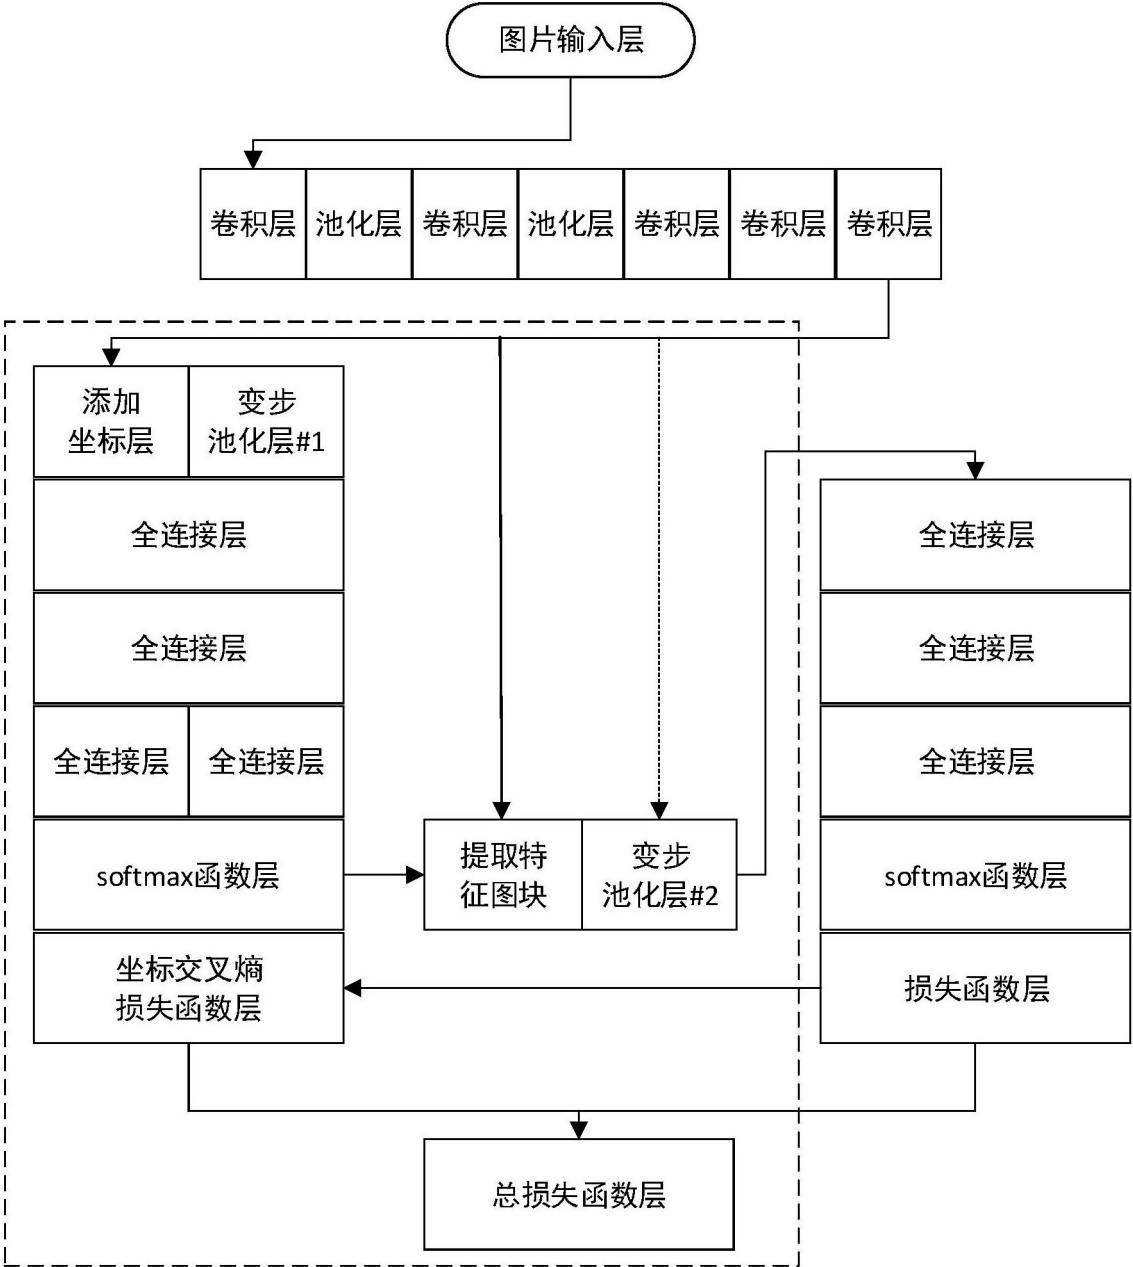 图片输入层
卷积层
池化层
卷积层
池化层
卷积层
卷积层
卷积层
添加
坐标层
变步
池化层#1
全连接层
全连接层
全连接层
全连接层
softmax函数层
坐标交叉熵
损失函数层
提取特
征图块
变步
池化层#2
全连接层
全连接层
全连接层
softmax函数层
损失函数层
总损失函数层